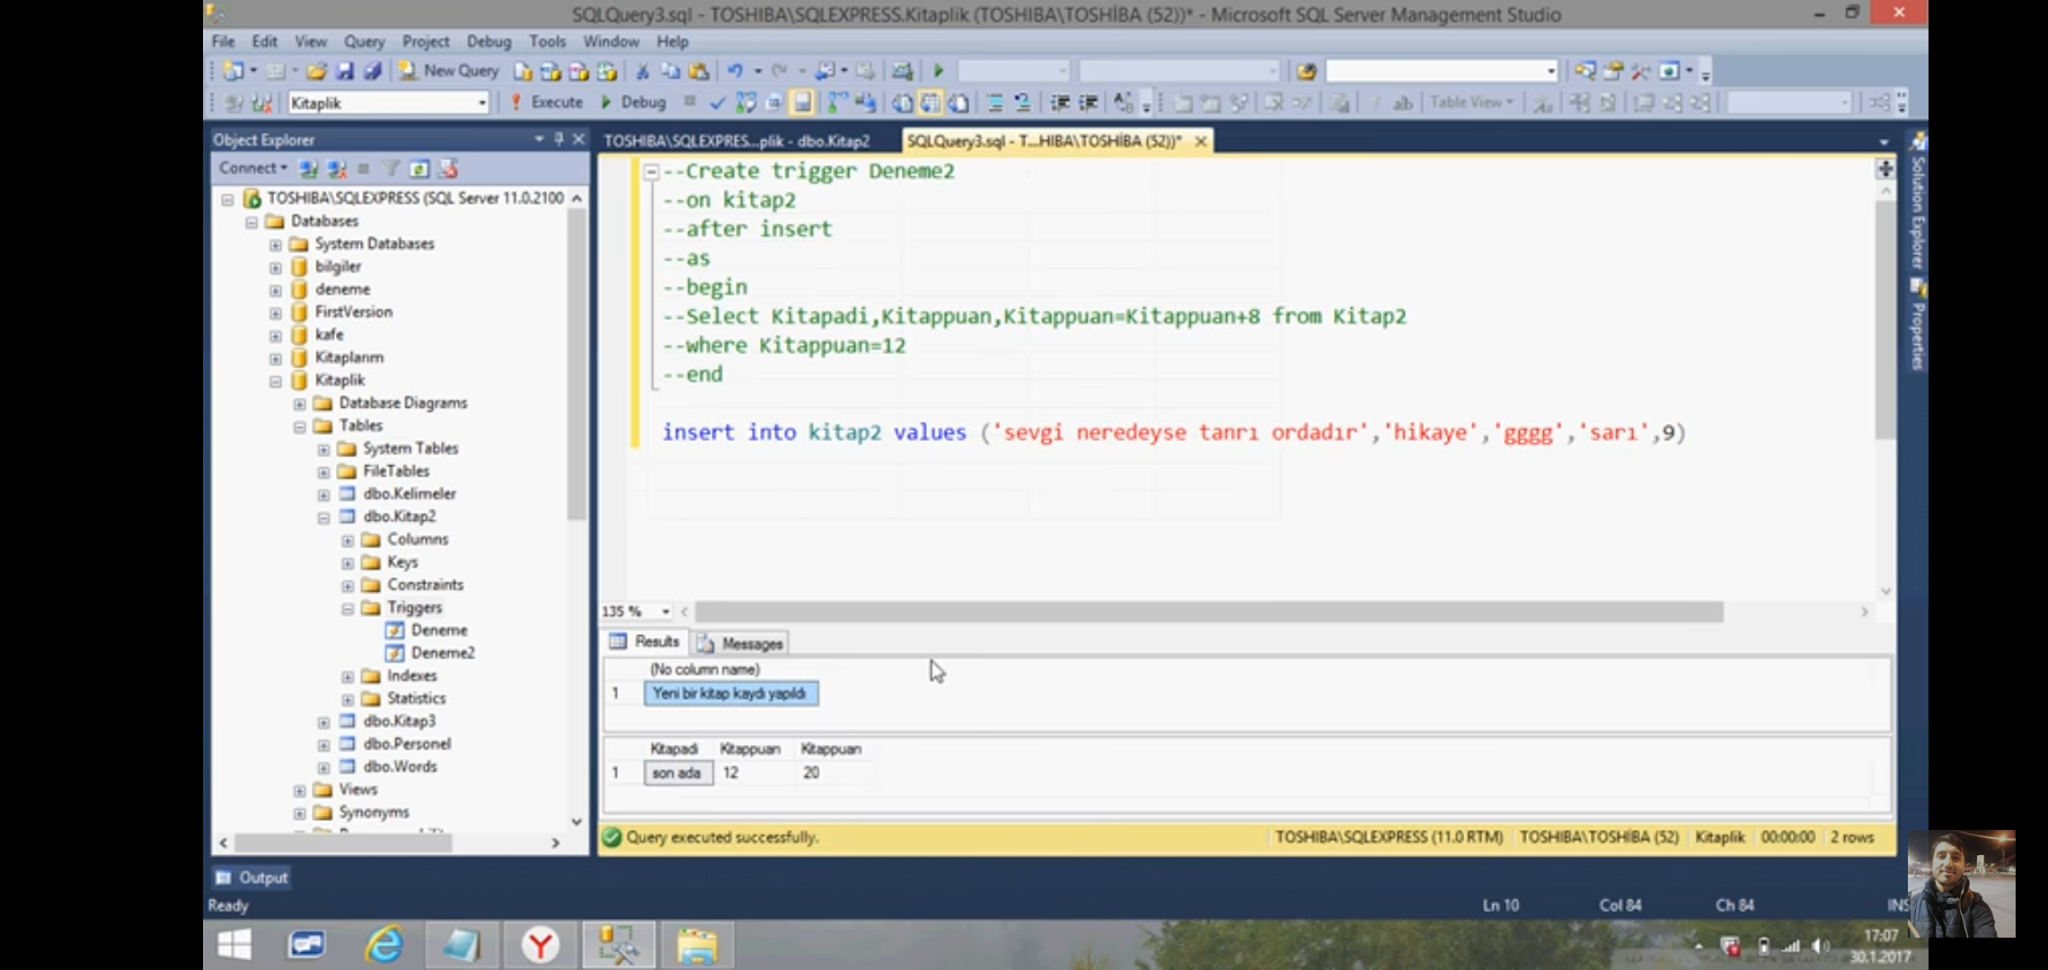 SQLQuery3.sql - TOSHIBA\SQLEXPRESS.Kitaplik (TOSHIBA\TOSHİBA (52))* - Microsoft SQL Server Management Studio
File Edit View Query Project Debug Tools Window Help
New Query
Kitaplik Execute Debug Table View
Object Explorer
Connect
TOSHIBA\SQLEXPRESS (SQL Server 11.0.2100
Databases
System Databases
bilgiler
deneme
FirstVersion
kafe
Kitaplarım
Kitaplik
Database Diagrams
Tables
System Tables
FileTables
dbo.Kelimeler
dbo.Kitap2
Columns
Keys
Constraints
Triggers
Deneme
Deneme2
Indexes
Statistics
dbo.Kitap3
dbo.Personel
dbo.Words
Views
Synonyms
TOSHIBA\SQLEXPRES...plik - dbo.Kitap2
SQLQuery3.sql - T...HIBA\TOSHİBA (52))*
--Create trigger Deneme2
--on kitap2
--after insert
--as
--begin
--Select Kitapadi,Kitappuan,Kitappuan=Kitappuan+8 from Kitap2
--where Kitappuan=12
--end
insert into kitap2 values ('sevgi neredeyse tanrı ordadır','hikaye','gggg','sarı',9)
135 %
Results Messages
(No column name)
1 Yeni bir kitap kaydı yapıldı
Kitapadi Kitappuan Kitappuan
1 son ada 12 20
Query executed successfully.
TOSHIBA\SQLEXPRESS (11.0 RTM) TOSHIBA\TOSHİBA (52) Kitaplik 00:00:00 2 rows
Solution Explorer
Properties
Output
Ready
Ln 10 Col 84 Ch 84 INS
17:07
30.1.2017